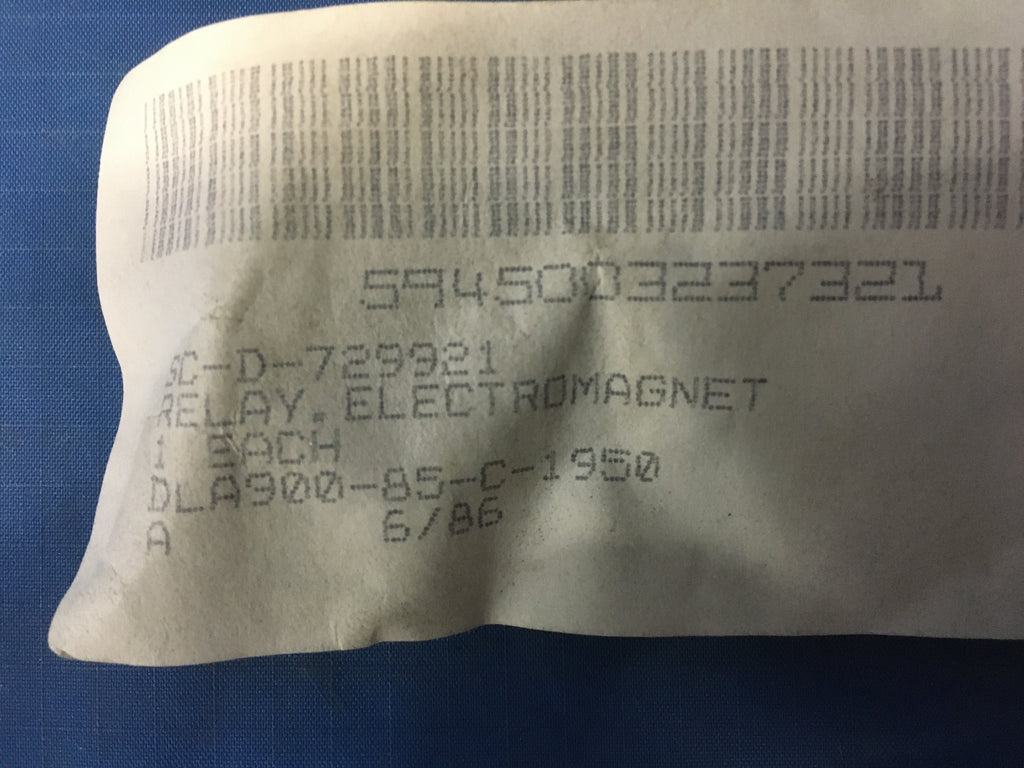 5945003237321
SC-D-729921
RELAY, ELECTROMAGNET
1 EACH
DLA900-85-C-1950
A 6/86